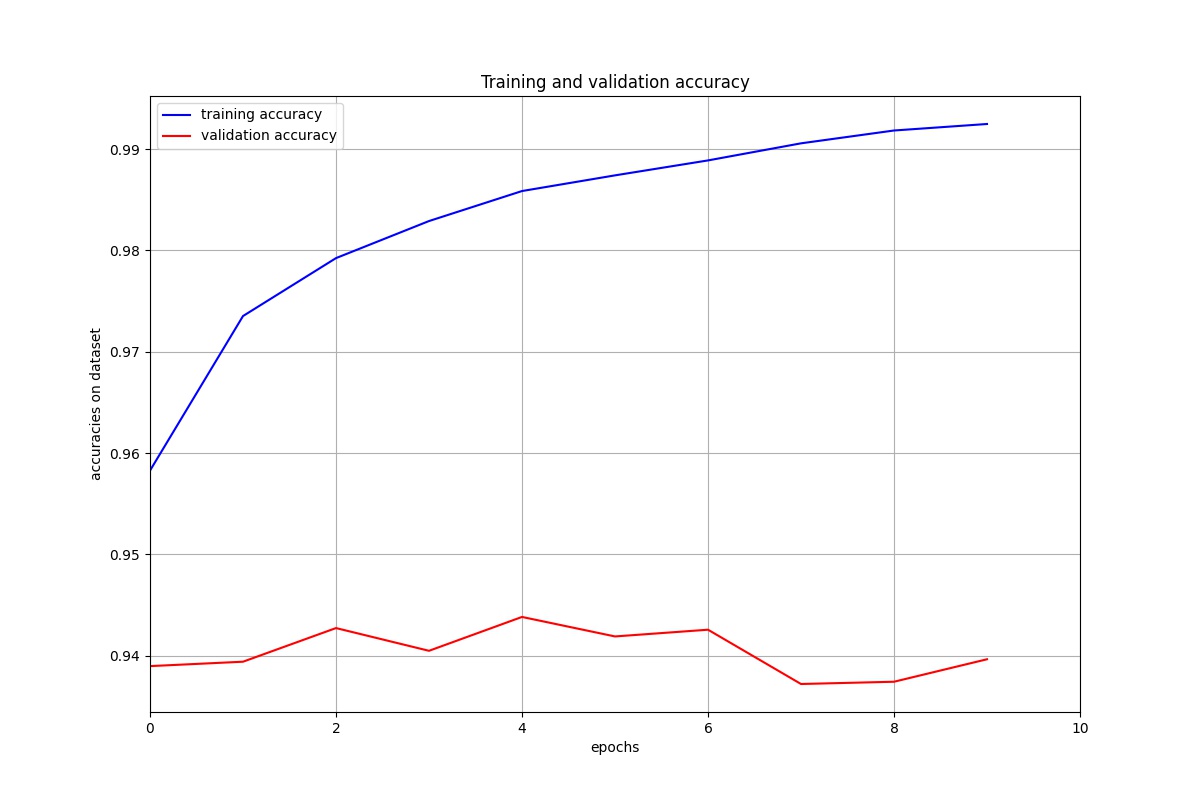 Training and validation accuracy
training accuracy
validation accuracy
0.99
0.98
0.97
0.96
0.95
0.94
accuracies on dataset
0 2 4 6 8 10
epochs